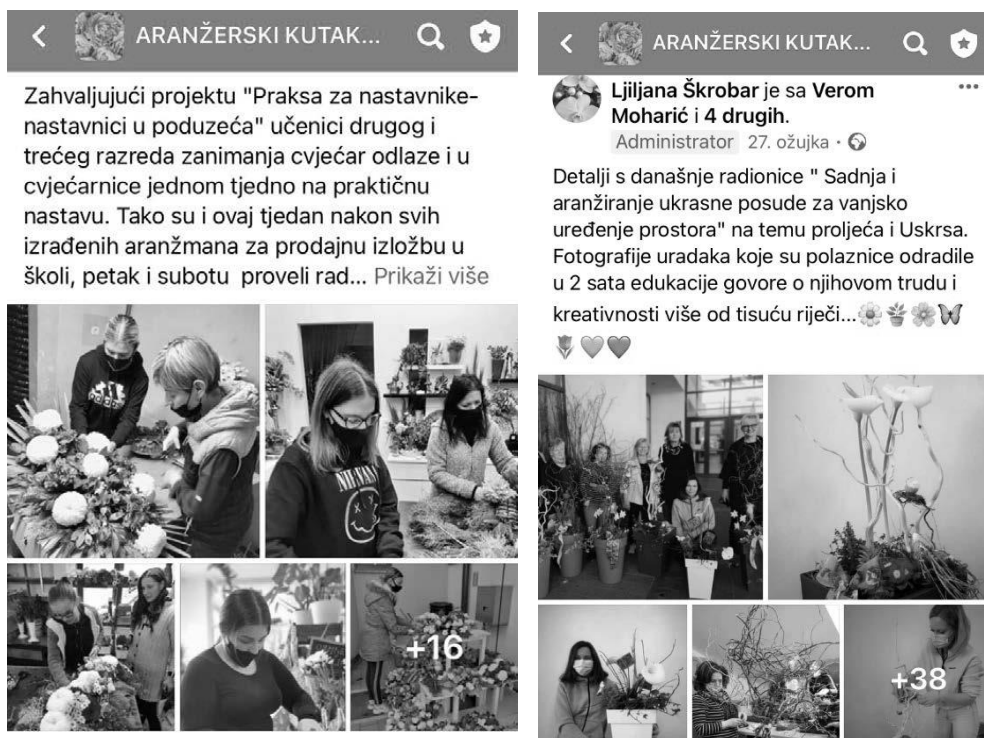 ARANŽERSKI KUTAK...
Zahvaljujući projektu "Praksa za nastavnike-
nastavnici u poduzeća" učenici drugog i
trećeg razreda zanimanja cvjećar odlaze i u
cvjećarnice jednom tjedno na praktičnu
nastavu. Tako su i ovaj tjedan nakon svih
izrađenih aranžmana za prodajnu izložbu u
školi, petak i subotu proveli rad... Prikaži više
NIRVANA
+16
ARANŽERSKI KUTAK...
Ljiljana Škrobar je sa Verom
Moharić i 4 drugih.
Administrator 27. ožujka ·
Detalji s današnje radionice " Sadnja i
aranžiranje ukrasne posude za vanjsko
uređenje prostora" na temu proljeća i Uskrsa.
Fotografije uradaka koje su polaznice odradile
u 2 sata edukacije govore o njihovom trudu i
kreativnosti više od tisuću riječi...🌼🪴🌸🦋
🌷🤍🖤
+38